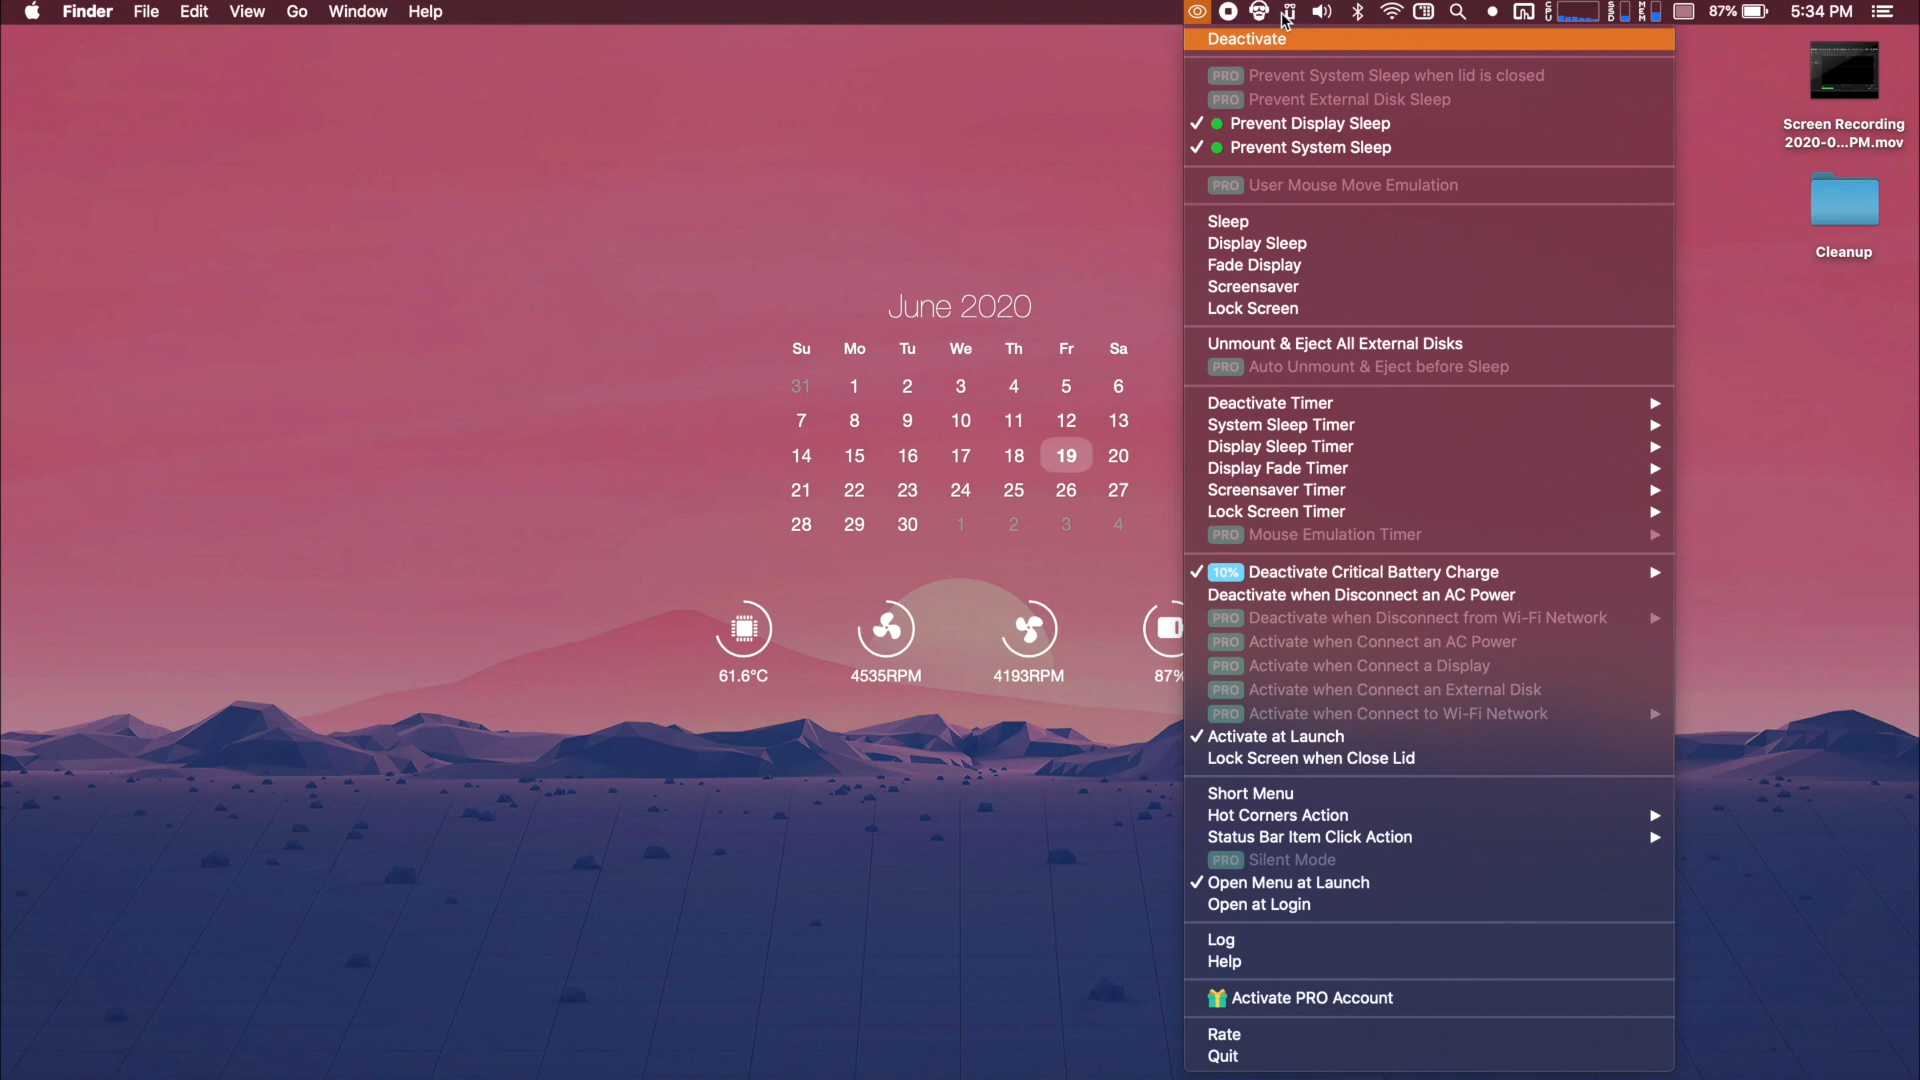 Finder File Edit View Go Window Help
CPU SSD MEM 87% 5:34 PM
Deactivate
PRO Prevent System Sleep when lid is closed
PRO Prevent External Disk Sleep
✓ Prevent Display Sleep
✓ Prevent System Sleep
PRO User Mouse Move Emulation
Sleep
Display Sleep
Fade Display
Screensaver
Lock Screen
Unmount & Eject All External Disks
PRO Auto Unmount & Eject before Sleep
Deactivate Timer
System Sleep Timer
Display Sleep Timer
Display Fade Timer
Screensaver Timer
Lock Screen Timer
PRO Mouse Emulation Timer
✓ 10% Deactivate Critical Battery Charge
Deactivate when Disconnect an AC Power
PRO Deactivate when Disconnect from Wi-Fi Network
PRO Activate when Connect an AC Power
PRO Activate when Connect a Display
PRO Activate when Connect an External Disk
PRO Activate when Connect to Wi-Fi Network
✓ Activate at Launch
Lock Screen when Close Lid
Short Menu
Hot Corners Action
Status Bar Item Click Action
PRO Silent Mode
✓ Open Menu at Launch
Open at Login
Log
Help
Activate PRO Account
Rate
Quit
June 2020
Su Mo Tu We Th Fr Sa
31 1 2 3 4 5 6
7 8 9 10 11 12 13
14 15 16 17 18 19 20
21 22 23 24 25 26 27
28 29 30 1 2 3 4
61.6°C 4535RPM 4193RPM 87%
Screen Recording
2020-0...PM.mov
Cleanup